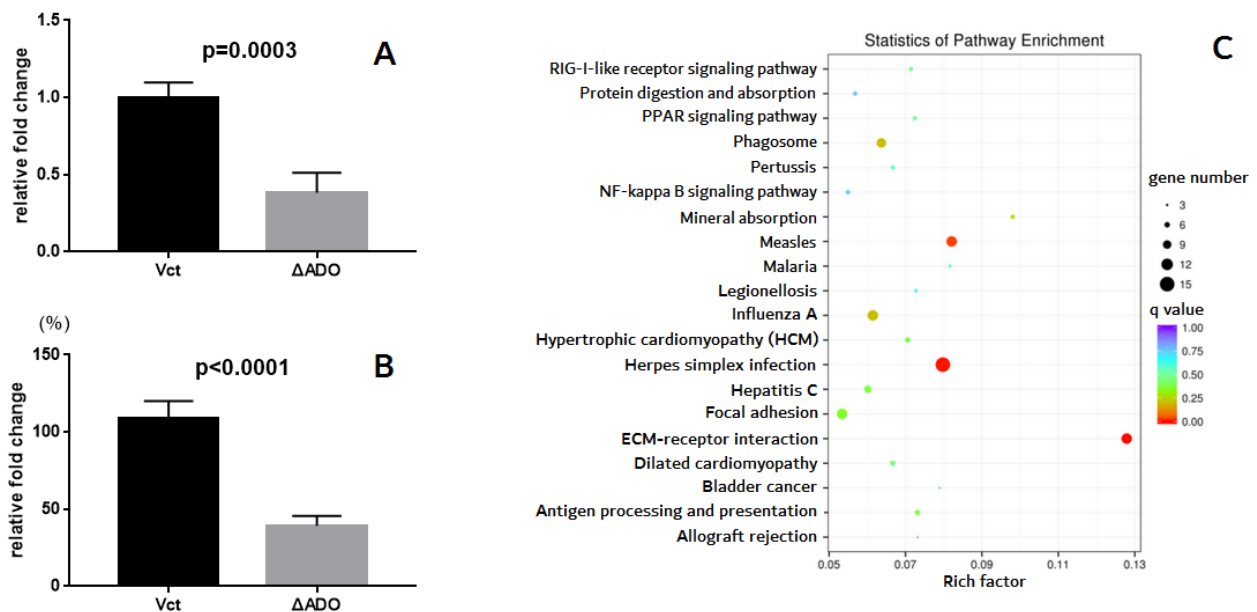 A
p=0.0003
relative fold change
1.5
1.0
0.5
0.0
Vct
ΔADO
B
(%)
p<0.0001
relative fold change
150
100
50
0
Vct
ΔADO
C
Statistics of Pathway Enrichment
RIG-I-like receptor signaling pathway
Protein digestion and absorption
PPAR signaling pathway
Phagosome
Pertussis
NF-kappa B signaling pathway
Mineral absorption
Measles
Malaria
Legionellosis
Influenza A
Hypertrophic cardiomyopathy (HCM)
Herpes simplex infection
Hepatitis C
Focal adhesion
ECM-receptor interaction
Dilated cardiomyopathy
Bladder cancer
Antigen processing and presentation
Allograft rejection
0.05
0.07
0.09
0.11
0.13
Rich factor
gene number
3
6
9
12
15
q value
1.00
0.75
0.50
0.25
0.00